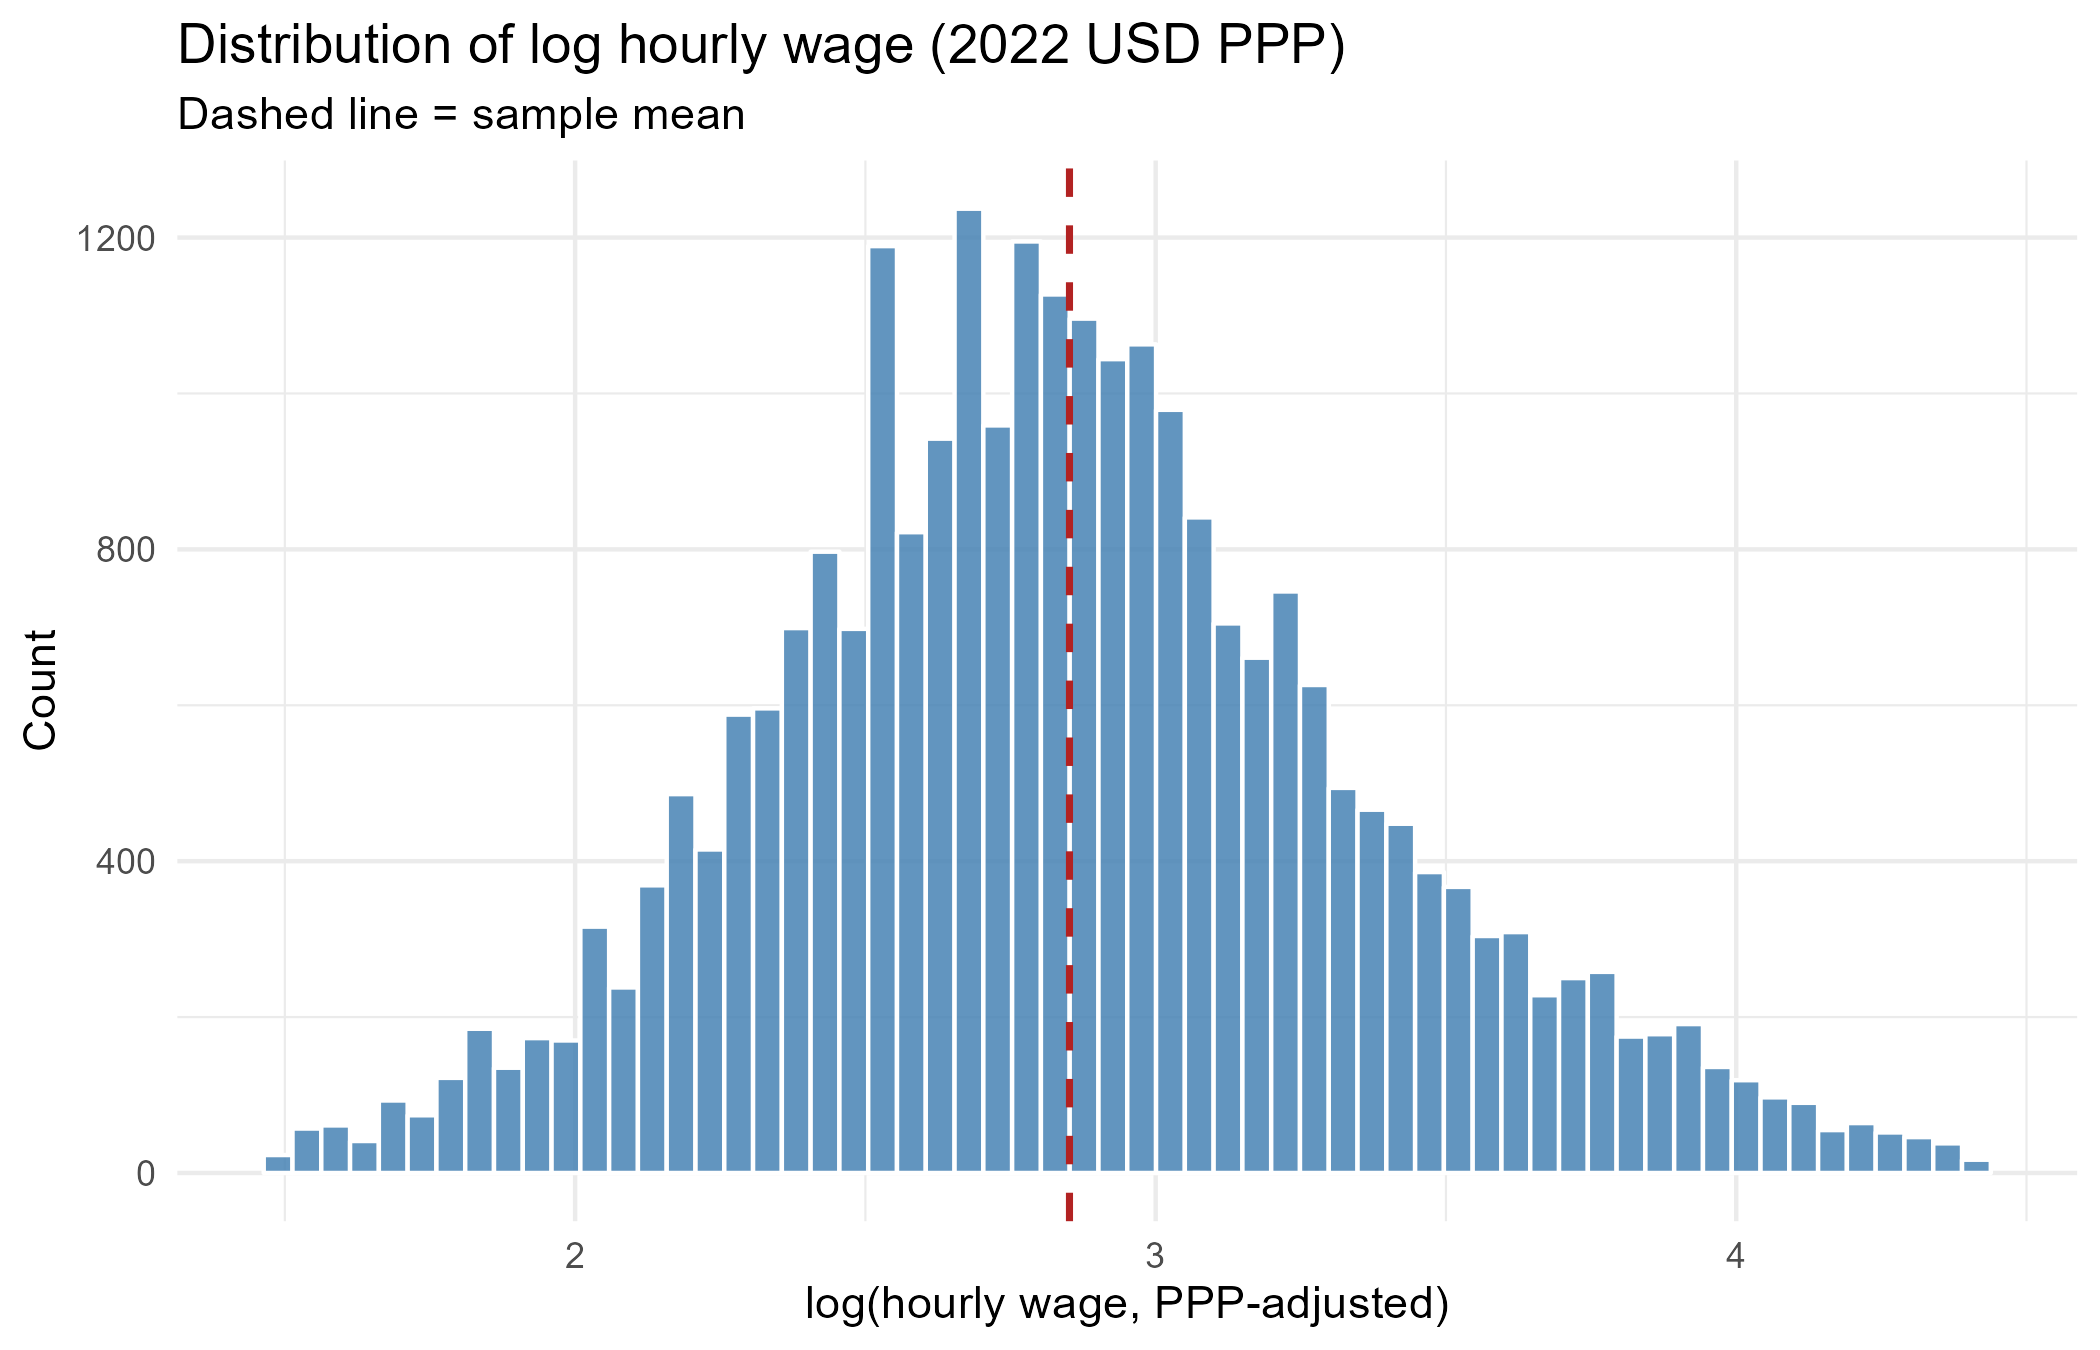 Distribution of log hourly wage (2022 USD PPP)
Dashed line = sample mean
1200
800
400
0
Count
2
3
4
log(hourly wage, PPP-adjusted)